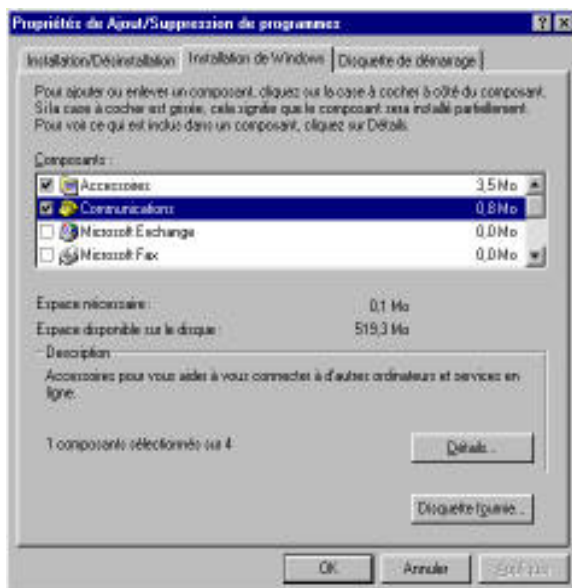 Propriétés de Ajout/Suppression de programmes
Installation/Désinstallation Installation de Windows Disquette de démarrage
Pour ajouter ou enlever un composant, cliquez sur la case à cocher à côté du composant.
Si la case à cocher est grisée, cela signifie que le composant sera installé partiellement.
Pour voir ce qui est inclus dans un composant, cliquez sur Détails.
Composants :
Accessoires 3,5 Mo
Communications 0,8 Mo
Microsoft Exchange 0,0 Mo
Microsoft Fax 0,0 Mo
Espace nécessaire : 0,1 Mo
Espace disponible sur le disque : 519,3 Mo
Description
Accessoires pour vous aider à vous connecter à d'autres ordinateurs et services en
ligne.
1 composants sélectionnés sur 4
Détails...
Disquette fournie...
OK Annuler Appliquer